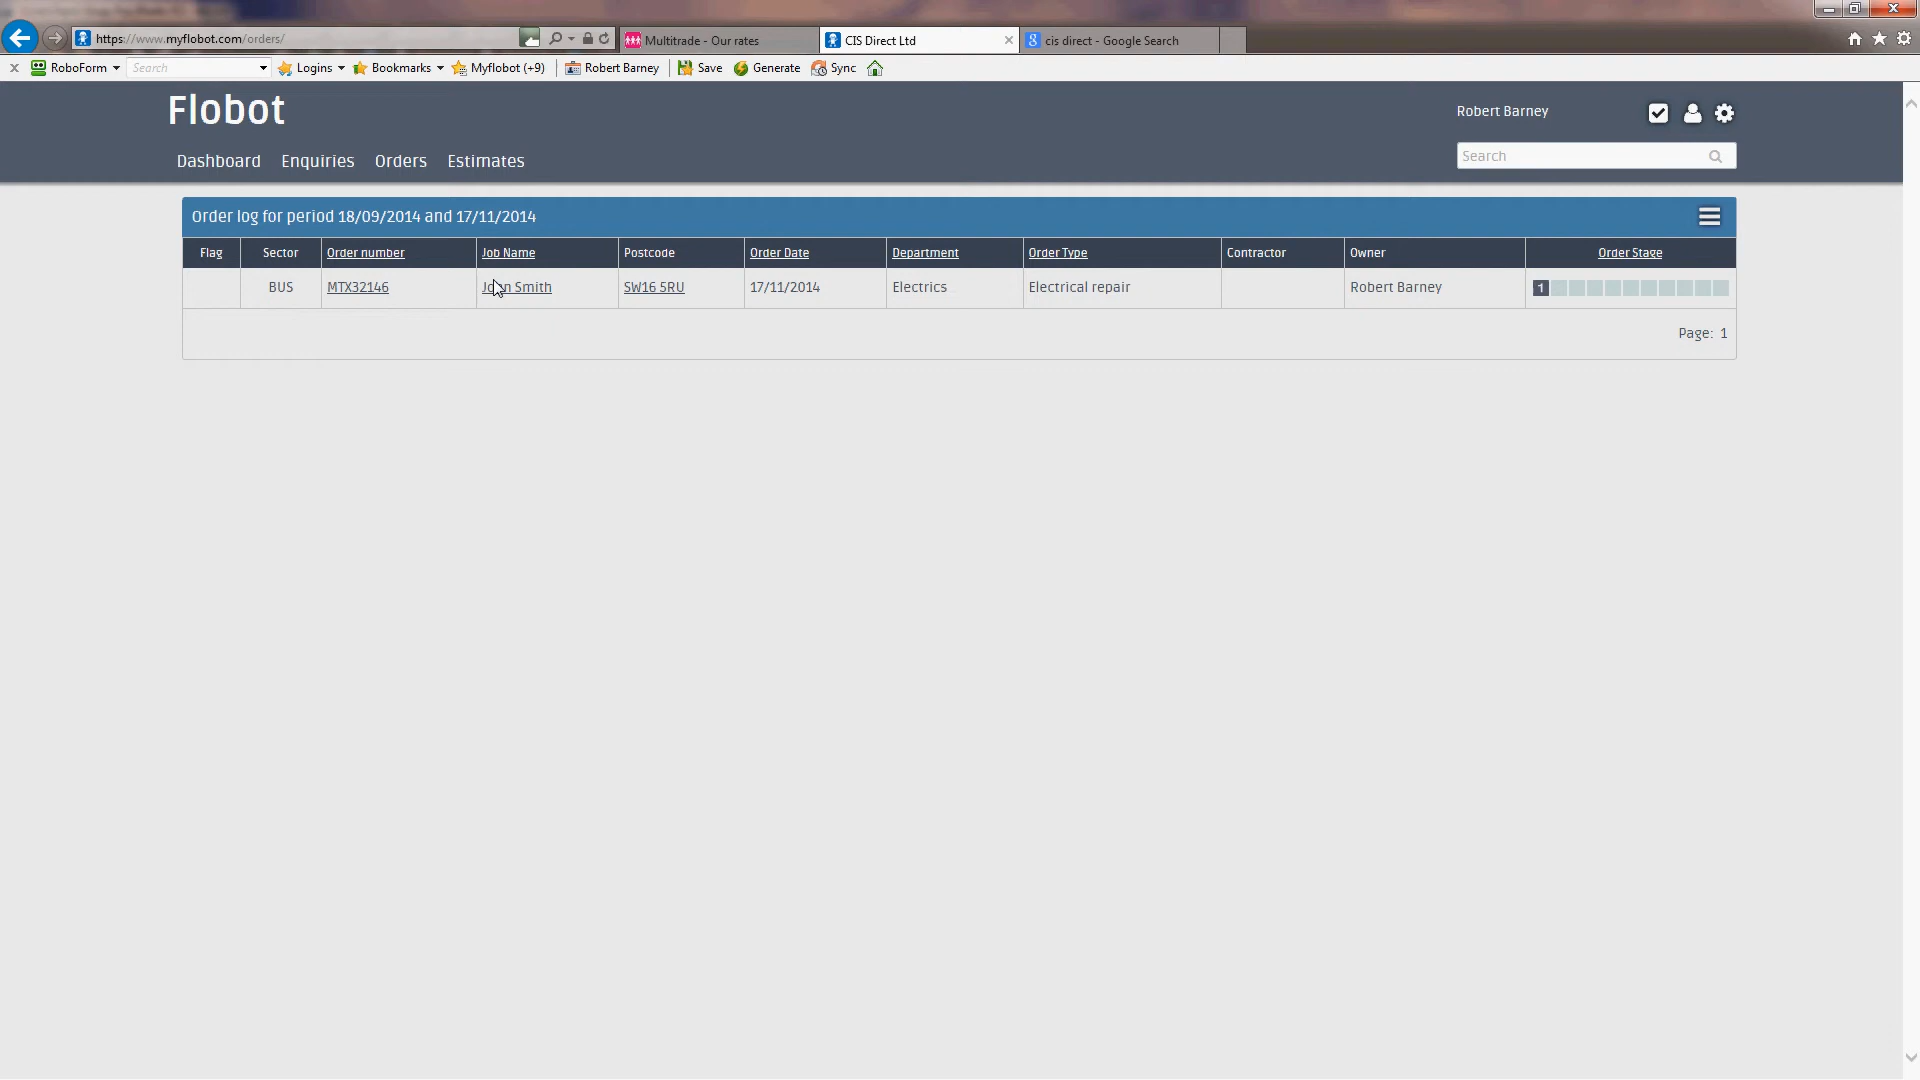 https://www.myflobot.com/orders/
Multitrade - Our rates
CIS Direct Ltd
cis direct - Google Search
RoboForm
Search
Logins
Bookmarks
Myflobot (+9)
Robert Barney
Save
Generate
Sync
Flobot
Robert Barney
Dashboard Enquiries Orders Estimates
Search
Order log for period 18/09/2014 and 17/11/2014
Flag Sector Order number Job Name Postcode Order Date Department Order Type Contractor Owner Order Stage
BUS MTX32146 John Smith SW16 5RU 17/11/2014 Electrics Electrical repair Robert Barney 1
Page: 1